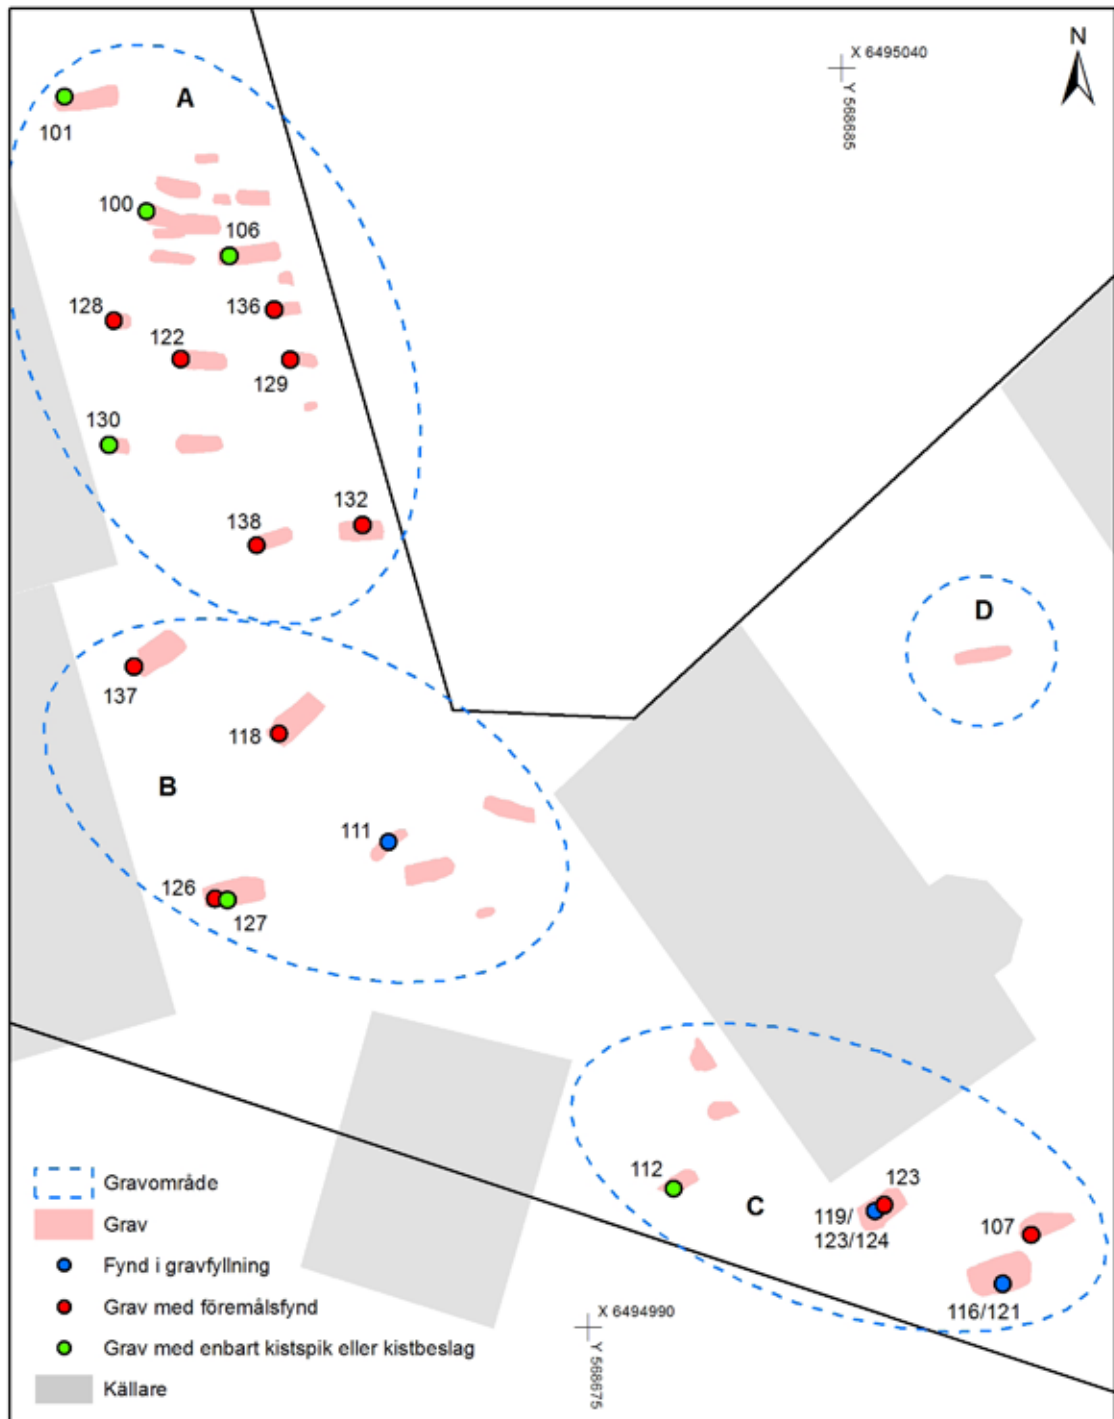 N
X 6495040
Y 568685
A
101
100
106
128
136
122
129
130
132
138
D
137
118
B
111
126
127
112
123
C
119/
123/124
107
116/121
X 6494990
Y 568675
Gravområde
Grav
Fynd i gravfyllning
Grav med föremålsfynd
Grav med enbart kistspik eller kistbeslag
Källare